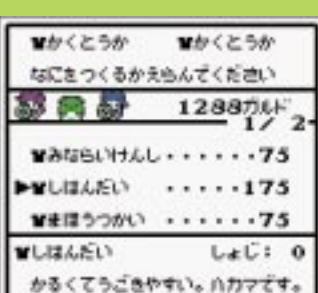 かくとうか かくとうか
なにをつくるかえらんてください
1288ガルド
1/ 2
みならいけんし・・・・・・75
▶しはんだい ・・・・・175
まほうつかい ・・・・・・75
しはんだい しょじ: 0
かるくてうごきやすい。ハカマです。